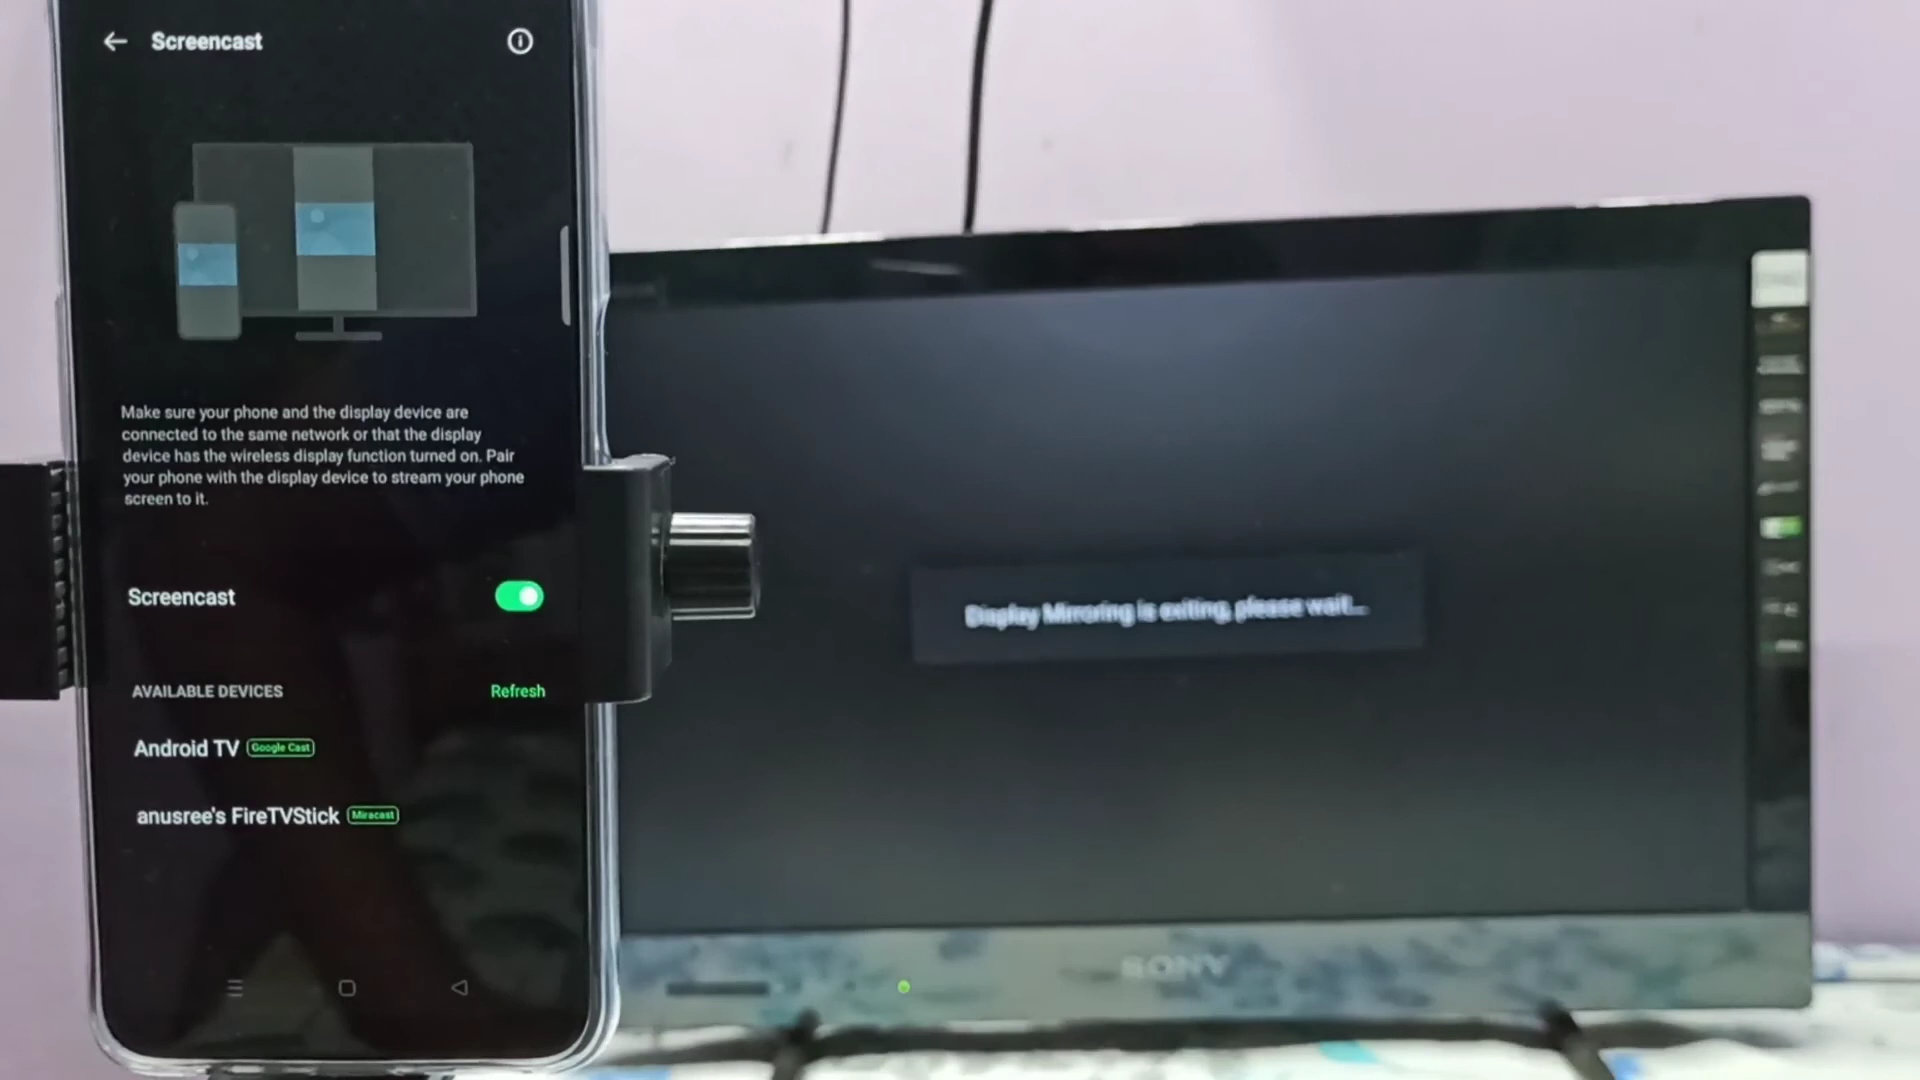 Screencast
Make sure your phone and the display device are
connected to the same network or that the display
device has the wireless display function turned on. Pair
your phone with the display device to stream your phone
screen to it.
Screencast
AVAILABLE DEVICES
Refresh
Android TV Google Cast
anusree's FireTVStick Miracast
Display Mirroring is exiting, please wait...
SONY